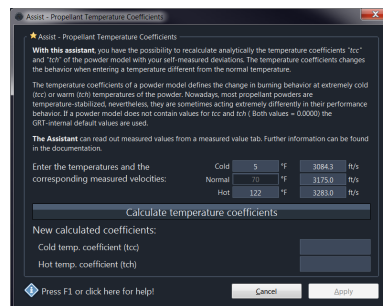 Assist - Propellant Temperature Coefficients
Assist - Propellant Temperature Coefficients
With this assistant, you have the possibility to recalculate analytically the temperature coefficients "tcc"
and "tch" of the powder model with your self-measured deviations. The temperature coefficients changes
the behavior when entering a temperature different from the normal temperature.
The temperature coefficients of a powder model defines the change in burning behavior at extremely cold
(tcc) or warm (tch) temperatures of the powder. Nowadays, most propellant powders are
temperature-stabilized, nevertheless, they are sometimes acting extremely differently in their performance
behavior. If a powder model does not contain values for tcc and tch ( Both values = 0.0000) the
GRT-internal default values are used.
The Assistant can read out measured values from a measured value tab. Further information can be found
in the documentation.
Enter the temperatures and the Cold 5 °F 3084.3 ft/s
corresponding measured velocities: Normal 70 °F 3175.0 ft/s
Hot 122 °F 3283.0 ft/s
Calculate temperature coefficients
New calculated coefficients:
Cold temp. coefficient (tcc)
Hot temp. coefficient (tch)
Press F1 or click here for help! Cancel Apply